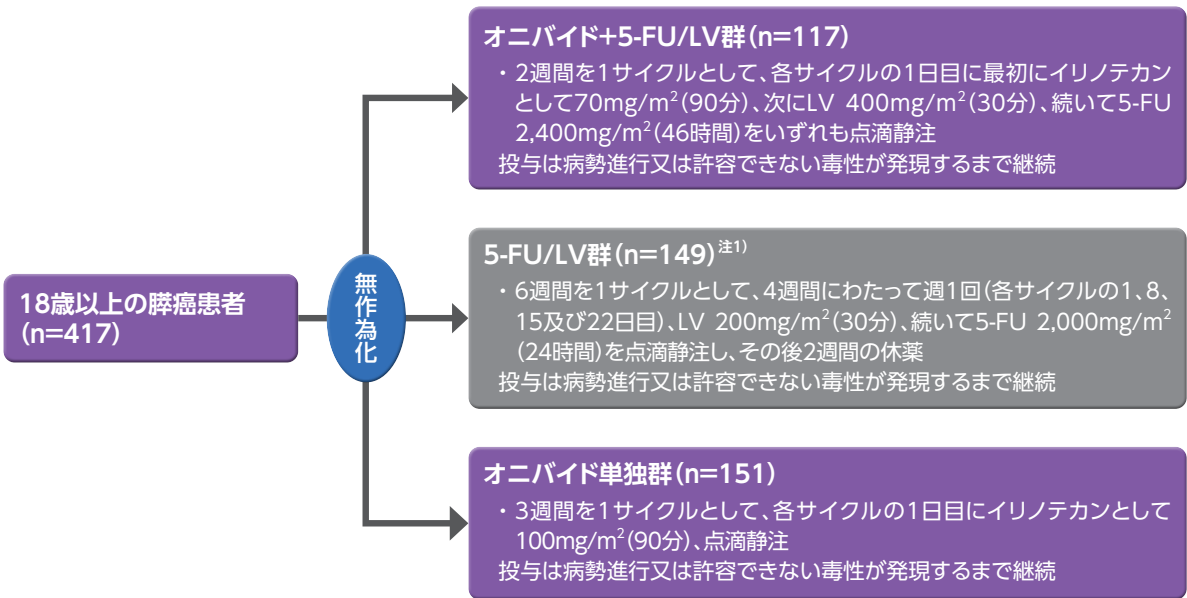 18歳以上の膵癌患者
(n=417)
無作為化
オニバイド+5-FU/LV群(n=117)
・2週間を1サイクルとして、各サイクルの1日目に最初にイリノテカン
として70mg/m²(90分)、次にLV 400mg/m²(30分)、続いて5-FU
2,400mg/m²(46時間)をいずれも点滴静注
投与は病勢進行又は許容できない毒性が発現するまで継続
5-FU/LV群(n=149)注1)
・6週間を1サイクルとして、4週間にわたって週1回(各サイクルの1、8、
15及び22日目)、LV 200mg/m²(30分)、続いて5-FU 2,000mg/m²
(24時間)を点滴静注し、その後2週間の休薬
投与は病勢進行又は許容できない毒性が発現するまで継続
オニバイド単独群(n=151)
・3週間を1サイクルとして、各サイクルの1日目にイリノテカンとして
100mg/m²(90分)、点滴静注
投与は病勢進行又は許容できない毒性が発現するまで継続